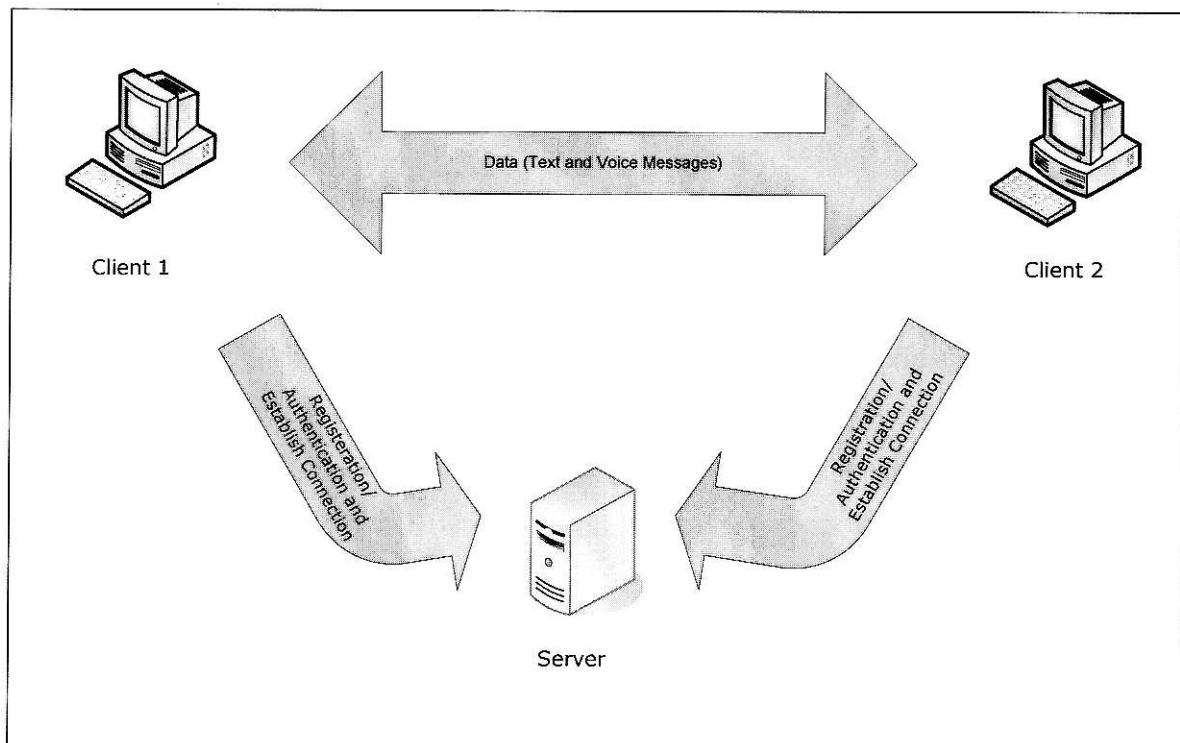 Data (Text and Voice Messages)
Client 1
Client 2
Registeration/
Authentication and
Establish Connection
Registration/
Authentication and
Establish Connection
Server